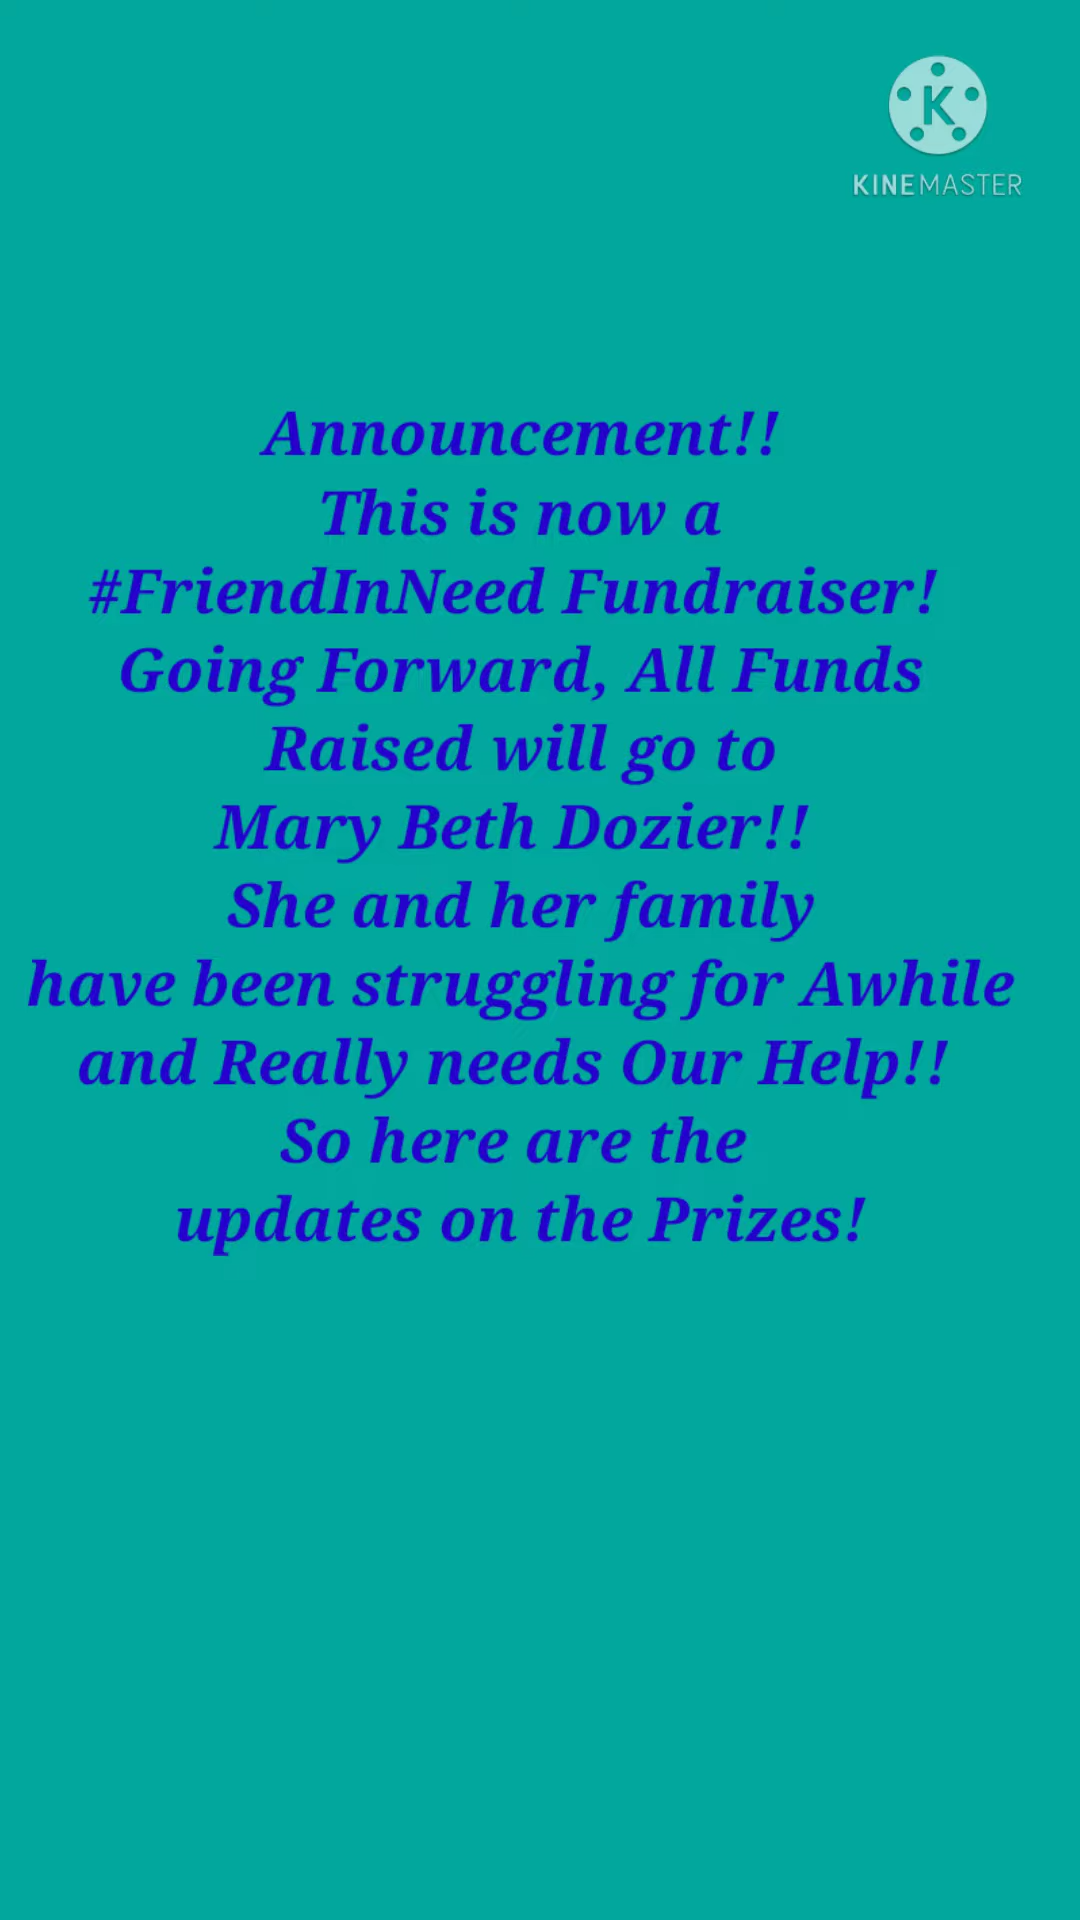 K
KINEMASTER
Announcement!!
This is now a
#FriendInNeed Fundraiser!
Going Forward, All Funds
Raised will go to
Mary Beth Dozier!!
She and her family
have been struggling for Awhile
and Really needs Our Help!!
So here are the
updates on the Prizes!